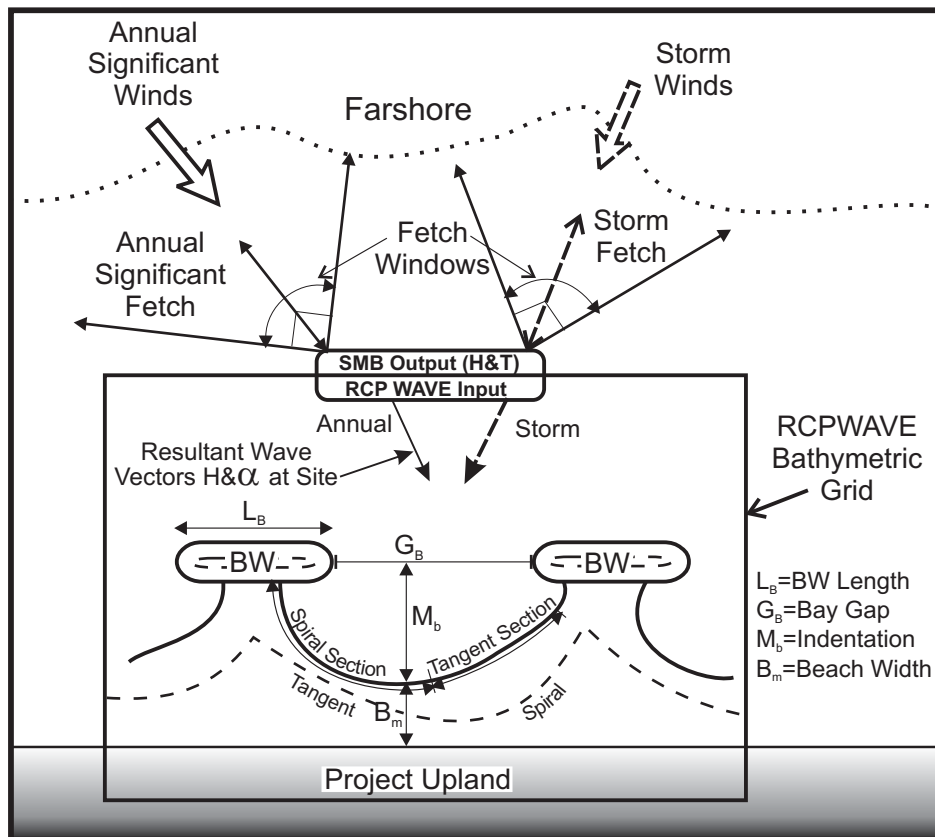 Annual
Significant
Winds
Storm
Winds
Farshore
Annual
Significant
Fetch
Fetch
Windows
Storm
Fetch
SMB Output (H&T)
RCP WAVE Input
Annual
Storm
Resultant Wave
Vectors H&α at Site
RCPWAVE
Bathymetric
Grid
L_B
BW
G_B
BW
M_b
Spiral Section
Tangent Section
Tangent
Spiral
B_m
L_B=BW Length
G_B=Bay Gap
M_b=Indentation
B_m=Beach Width
Project Upland